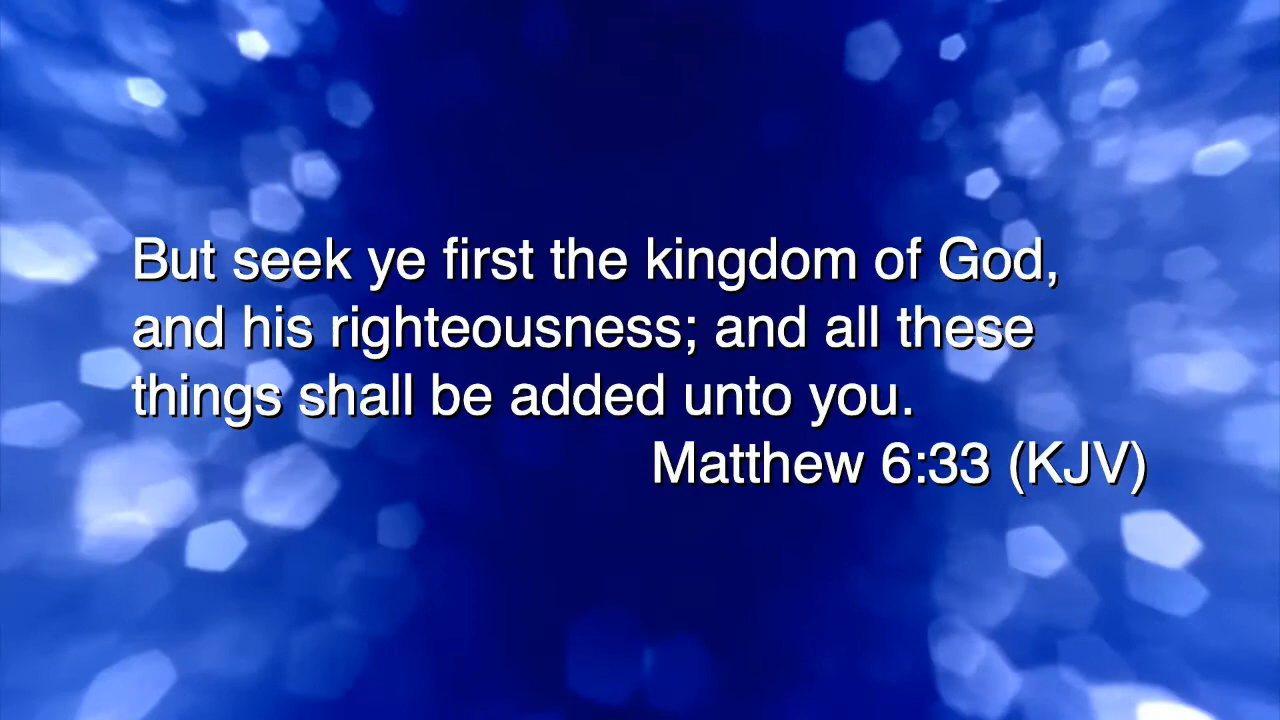 But seek ye first the kingdom of God,
and his righteousness; and all these
things shall be added unto you.
Matthew 6:33 (KJV)